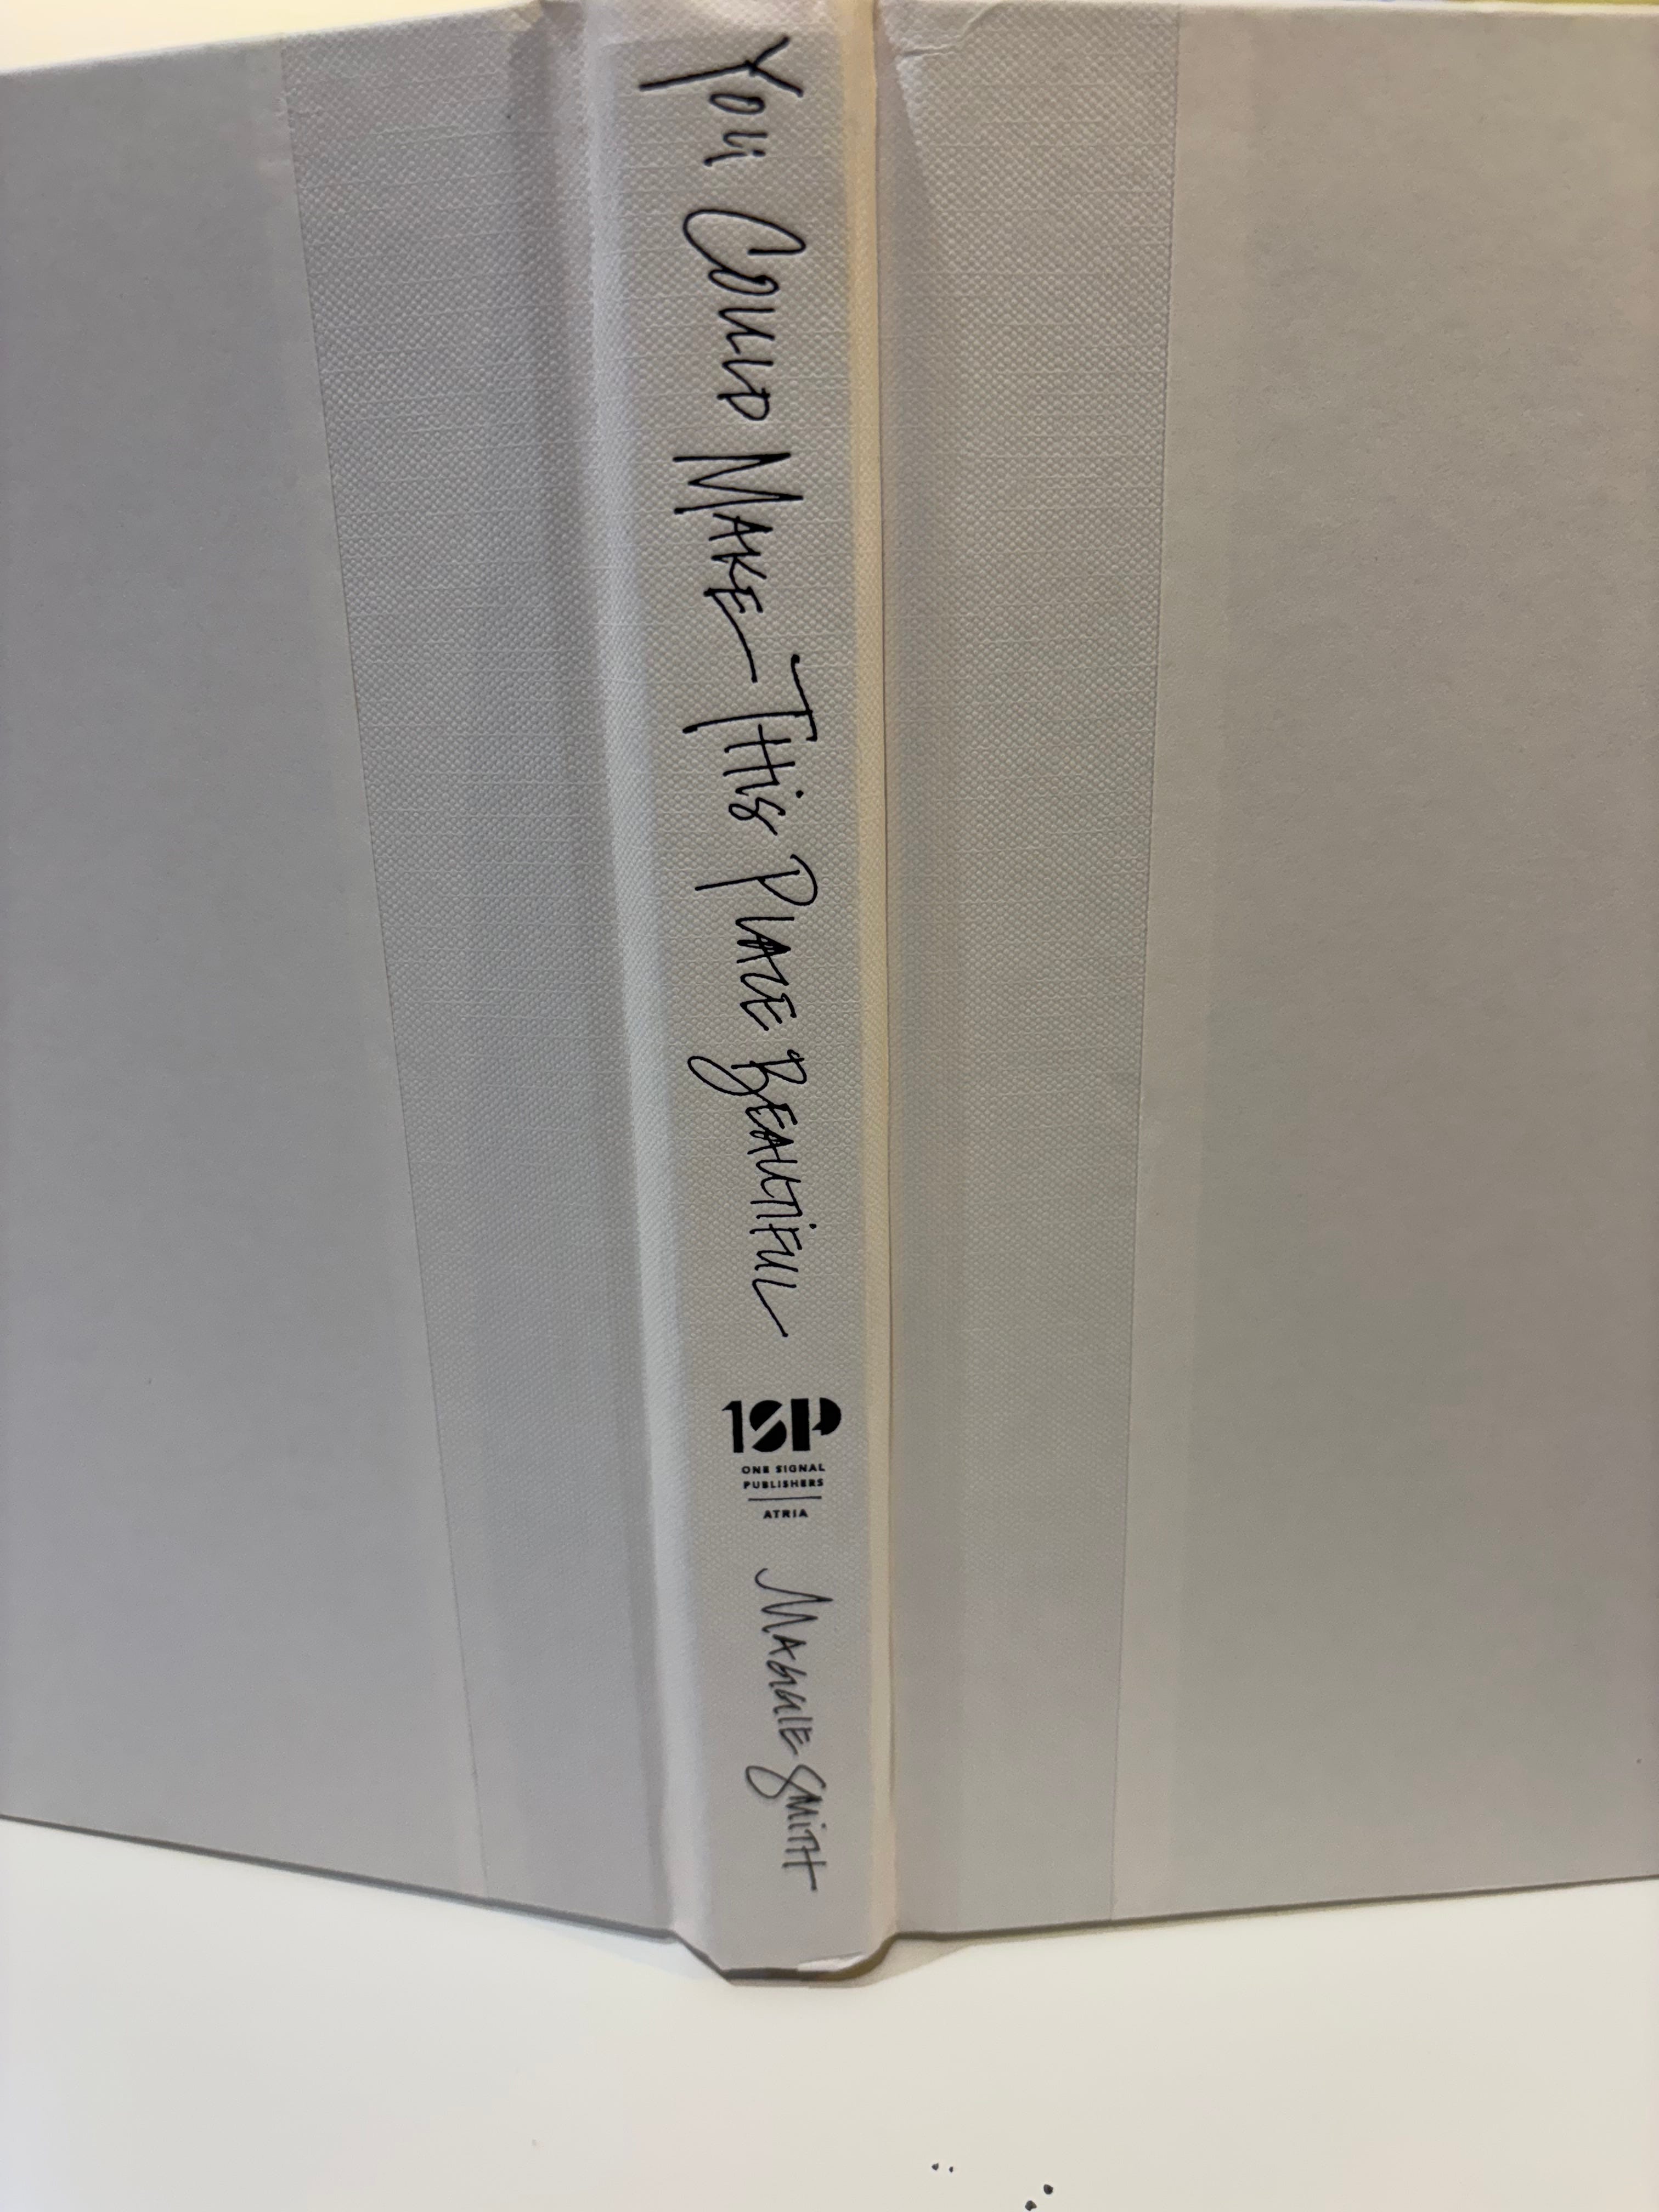 You Could Make This Place Beautiful
1SP
ONE SIGNAL
PUBLISHERS
ATRIA
Maggie Smith